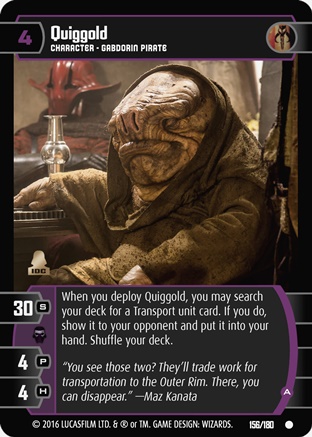 4 Quiggold
CHARACTER - GABDORIN PIRATE
IDC
30 S
4 P
4 H
When you deploy Quiggold, you may search
your deck for a Transport unit card. If you do,
show it to your opponent and put it into your
hand. Shuffle your deck.
"You see those two? They'll trade work for
transportation to the Outer Rim. There, you
can disappear." —Maz Kanata
A
© 2016 LUCASFILM LTD. & ® or TM. GAME DESIGN: WIZARDS. 156/180